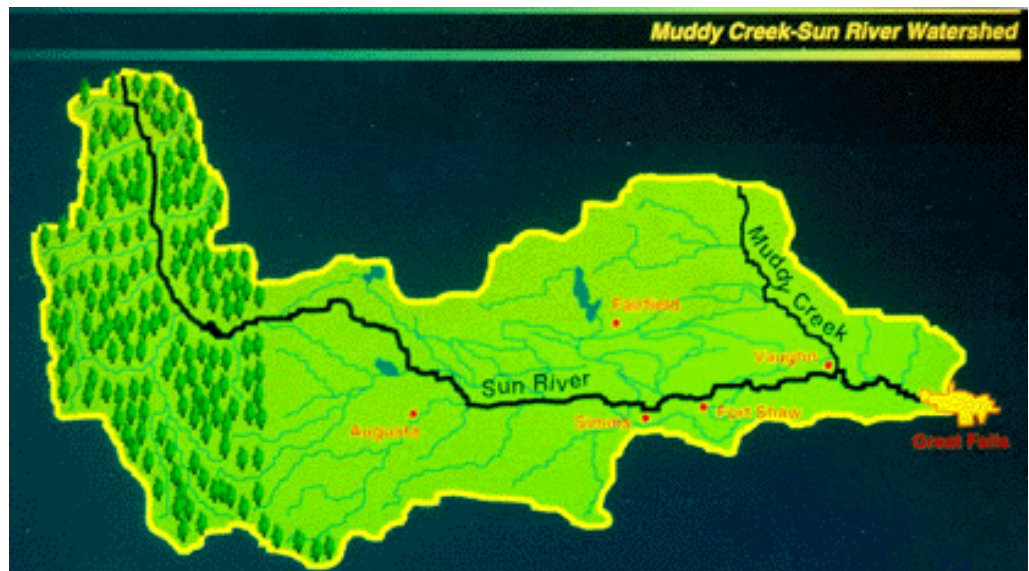 Muddy Creek-Sun River Watershed
Muddy Creek
Fairfield
Vaughn
Sun River
Augusta
Simms
Fort Shaw
Great Falls